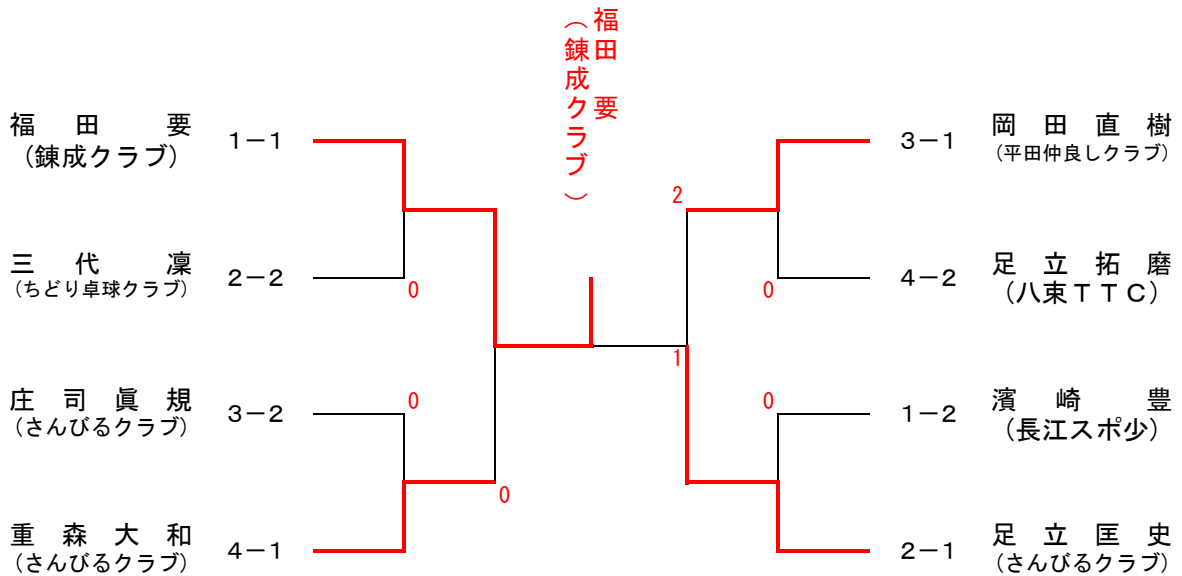 福田　要
（錬成クラブ）
福田要 1－1
（錬成クラブ）
0
三代凜 2－2
（ちどり卓球クラブ）
0
庄司眞規 3－2
（さんびるクラブ）
0
重森大和 4－1
（さんびるクラブ）
2
3－1 岡田直樹
（平田仲良しクラブ）
0
4－2 足立拓磨
（八束ＴＴＣ）
1
0
1－2 濱崎豊
（長江スポ少）
2－1 足立匡史
（さんびるクラブ）